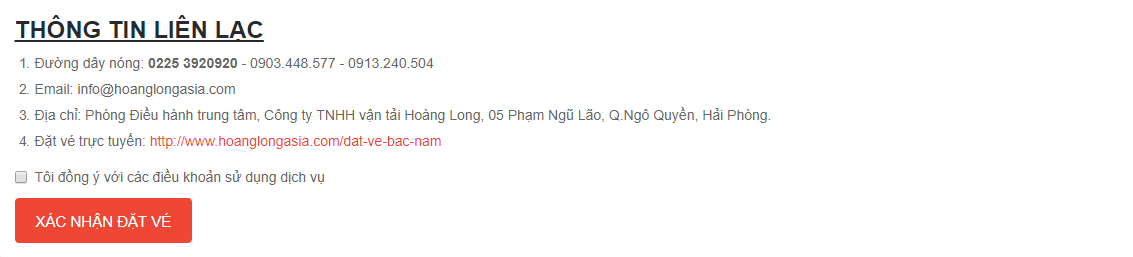 THÔNG TIN LIÊN LẠC
1. Đường dây nóng: 0225 3920920 - 0903.448.577 - 0913.240.504
2. Email: info@hoanglongasia.com
3. Địa chỉ: Phòng Điều hành trung tâm, Công ty TNHH vận tải Hoàng Long, 05 Phạm Ngũ Lão, Q.Ngô Quyền, Hải Phòng.
4. Đặt vé trực tuyến: http://www.hoanglongasia.com/dat-ve-bac-nam
Tôi đồng ý với các điều khoản sử dụng dịch vụ
XÁC NHẬN ĐẶT VÉ